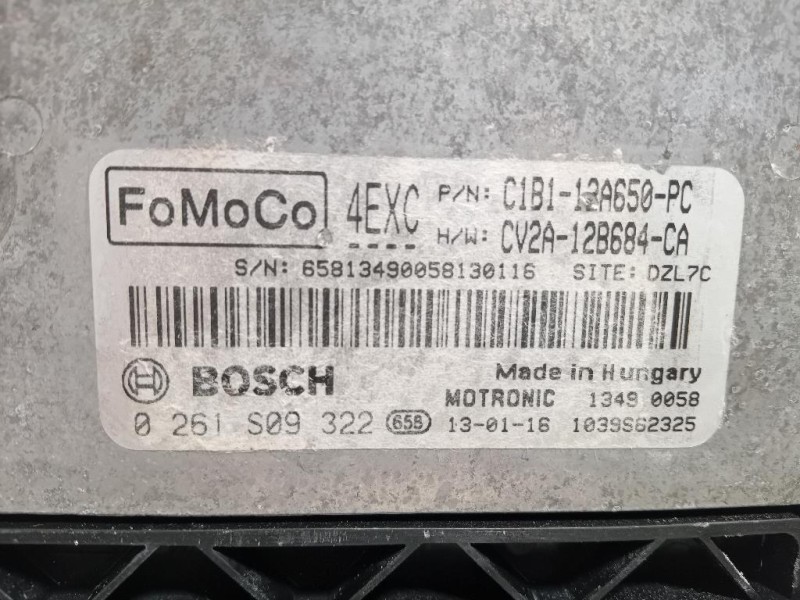 FoMoCo 4EXC P/N: C1B1-12A650-PC
H/W: CV2A-12B684-CA
S/N: 65813490058130116 SITE: DZL7C
BOSCH Made in Hungary
MOTRONIC 1349 0058
0 261 S09 322 658 13-01-16 1039S62325